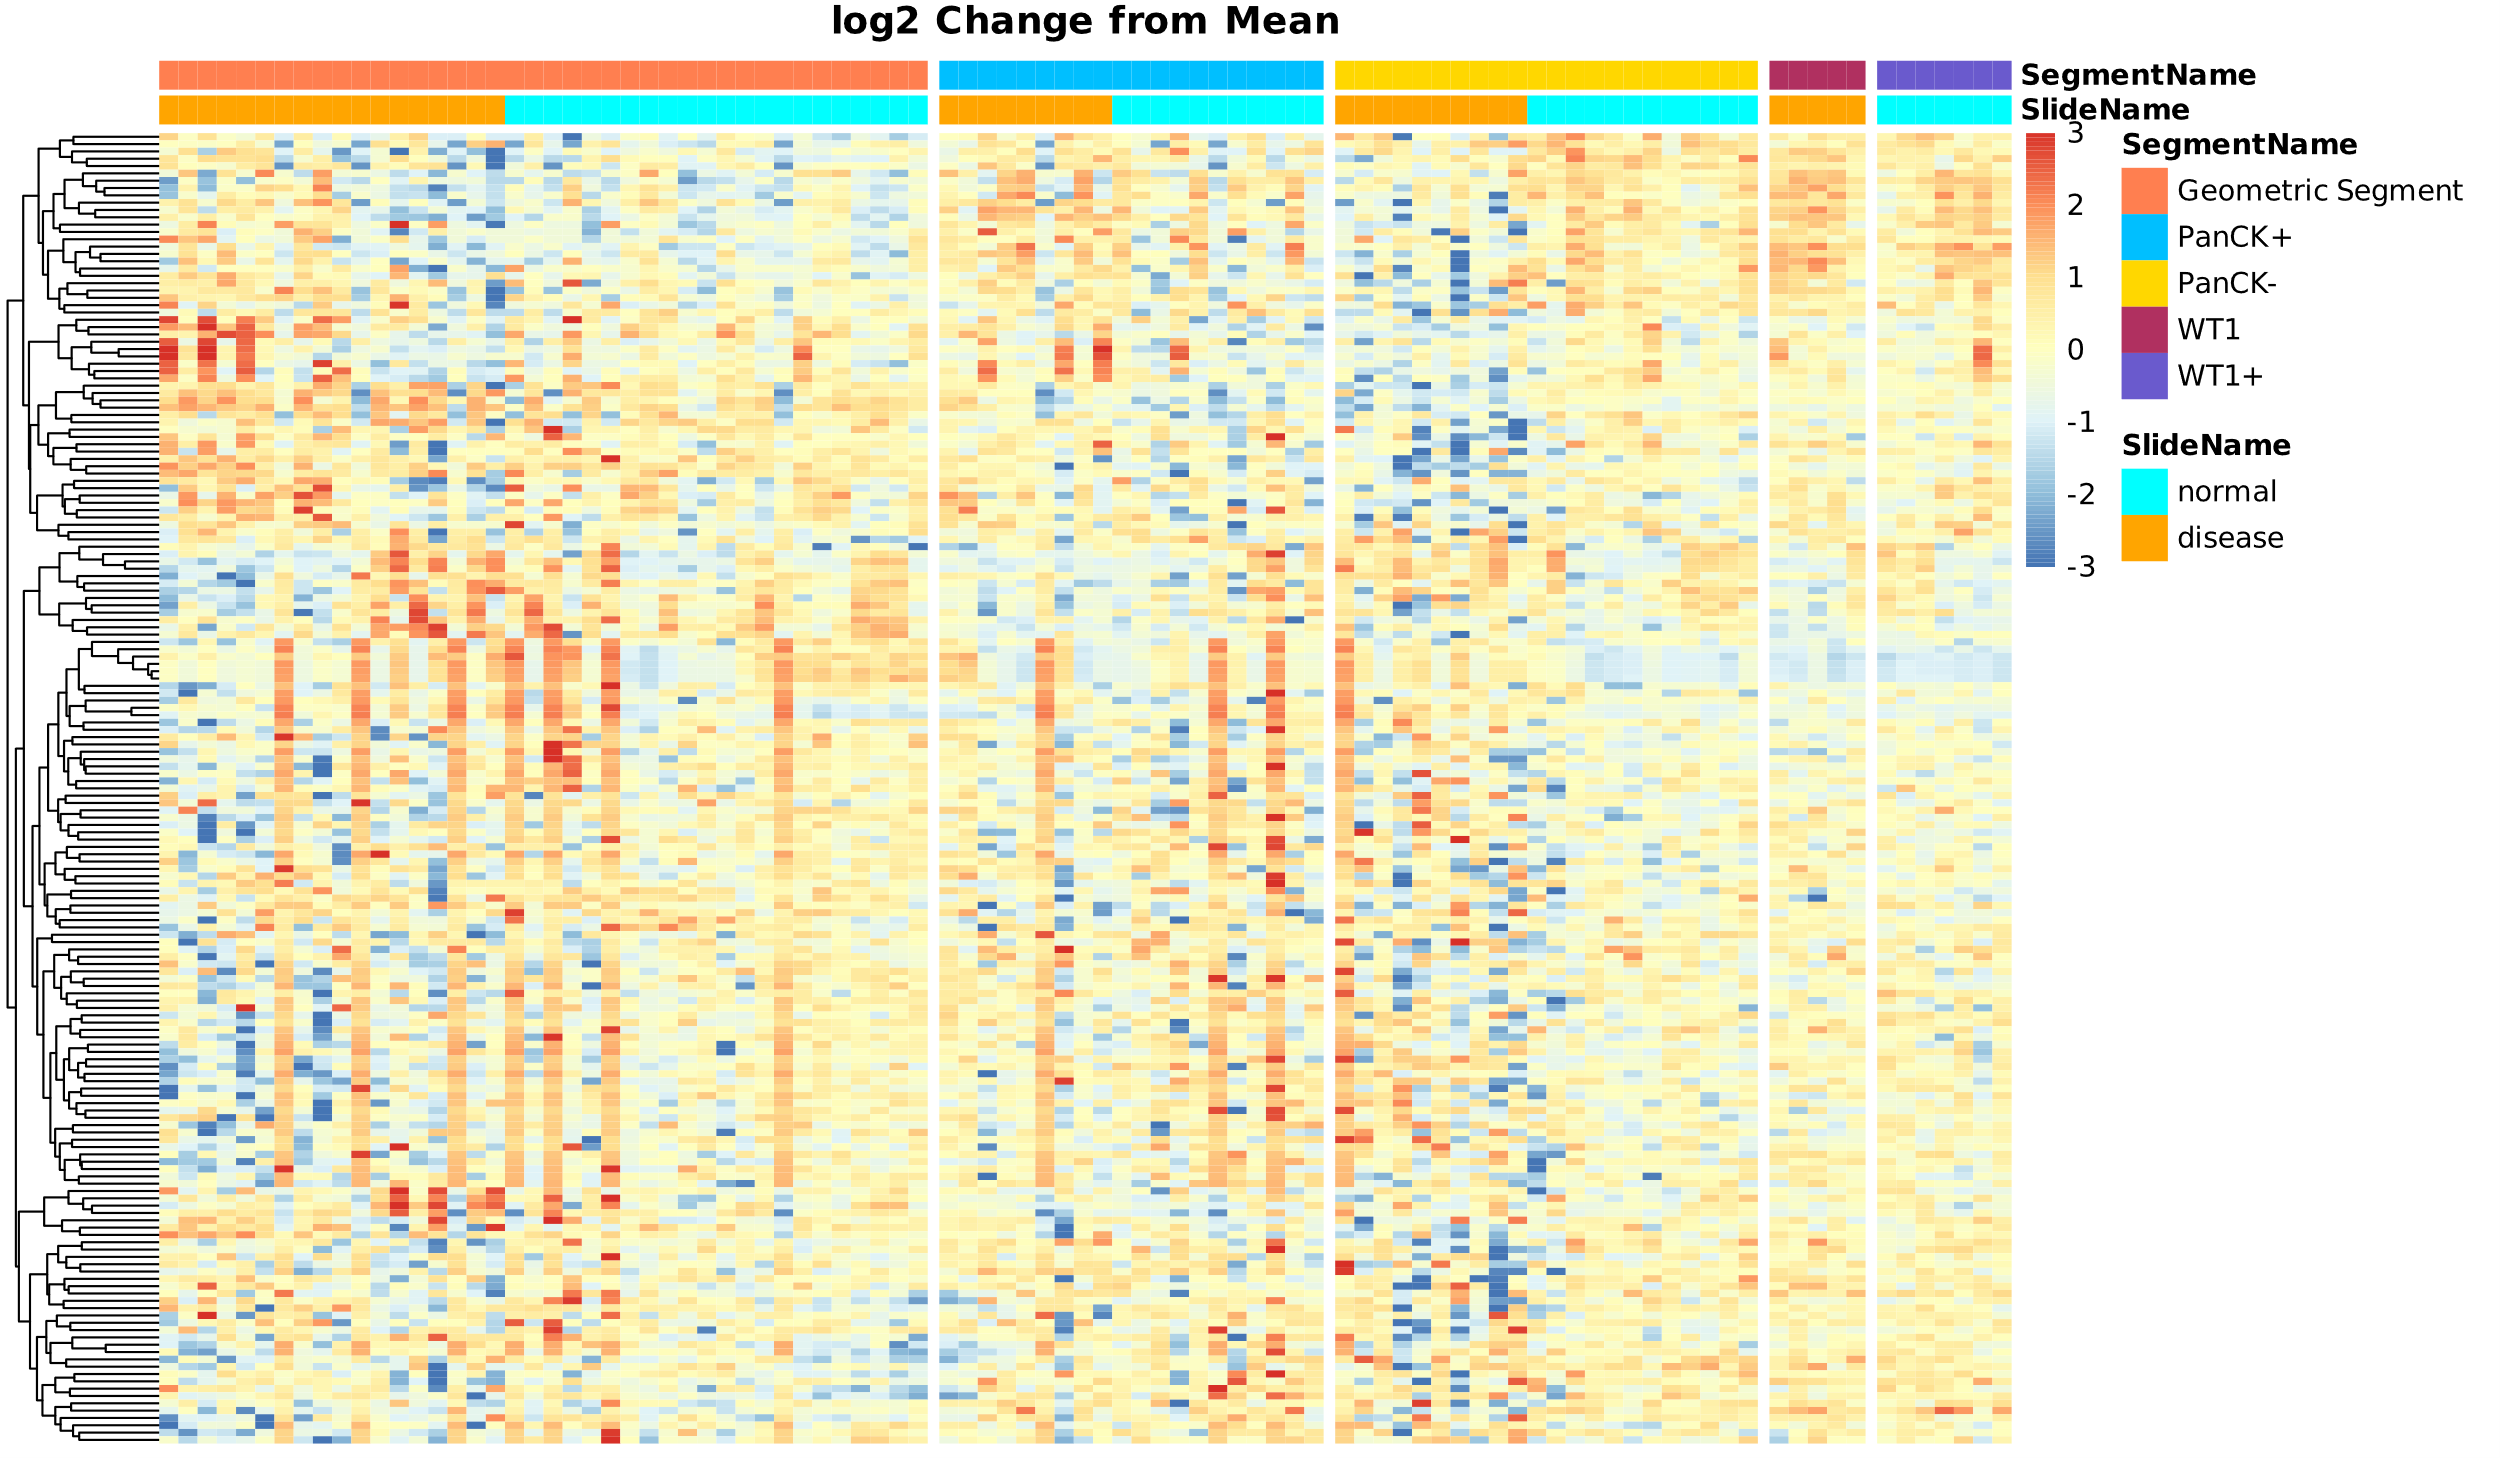 log2 Change from Mean
SegmentName
SlideName
3
2
1
0
-1
-2
-3
SegmentName
Geometric Segment
PanCK+
PanCK-
WT1
WT1+
SlideName
normal
disease